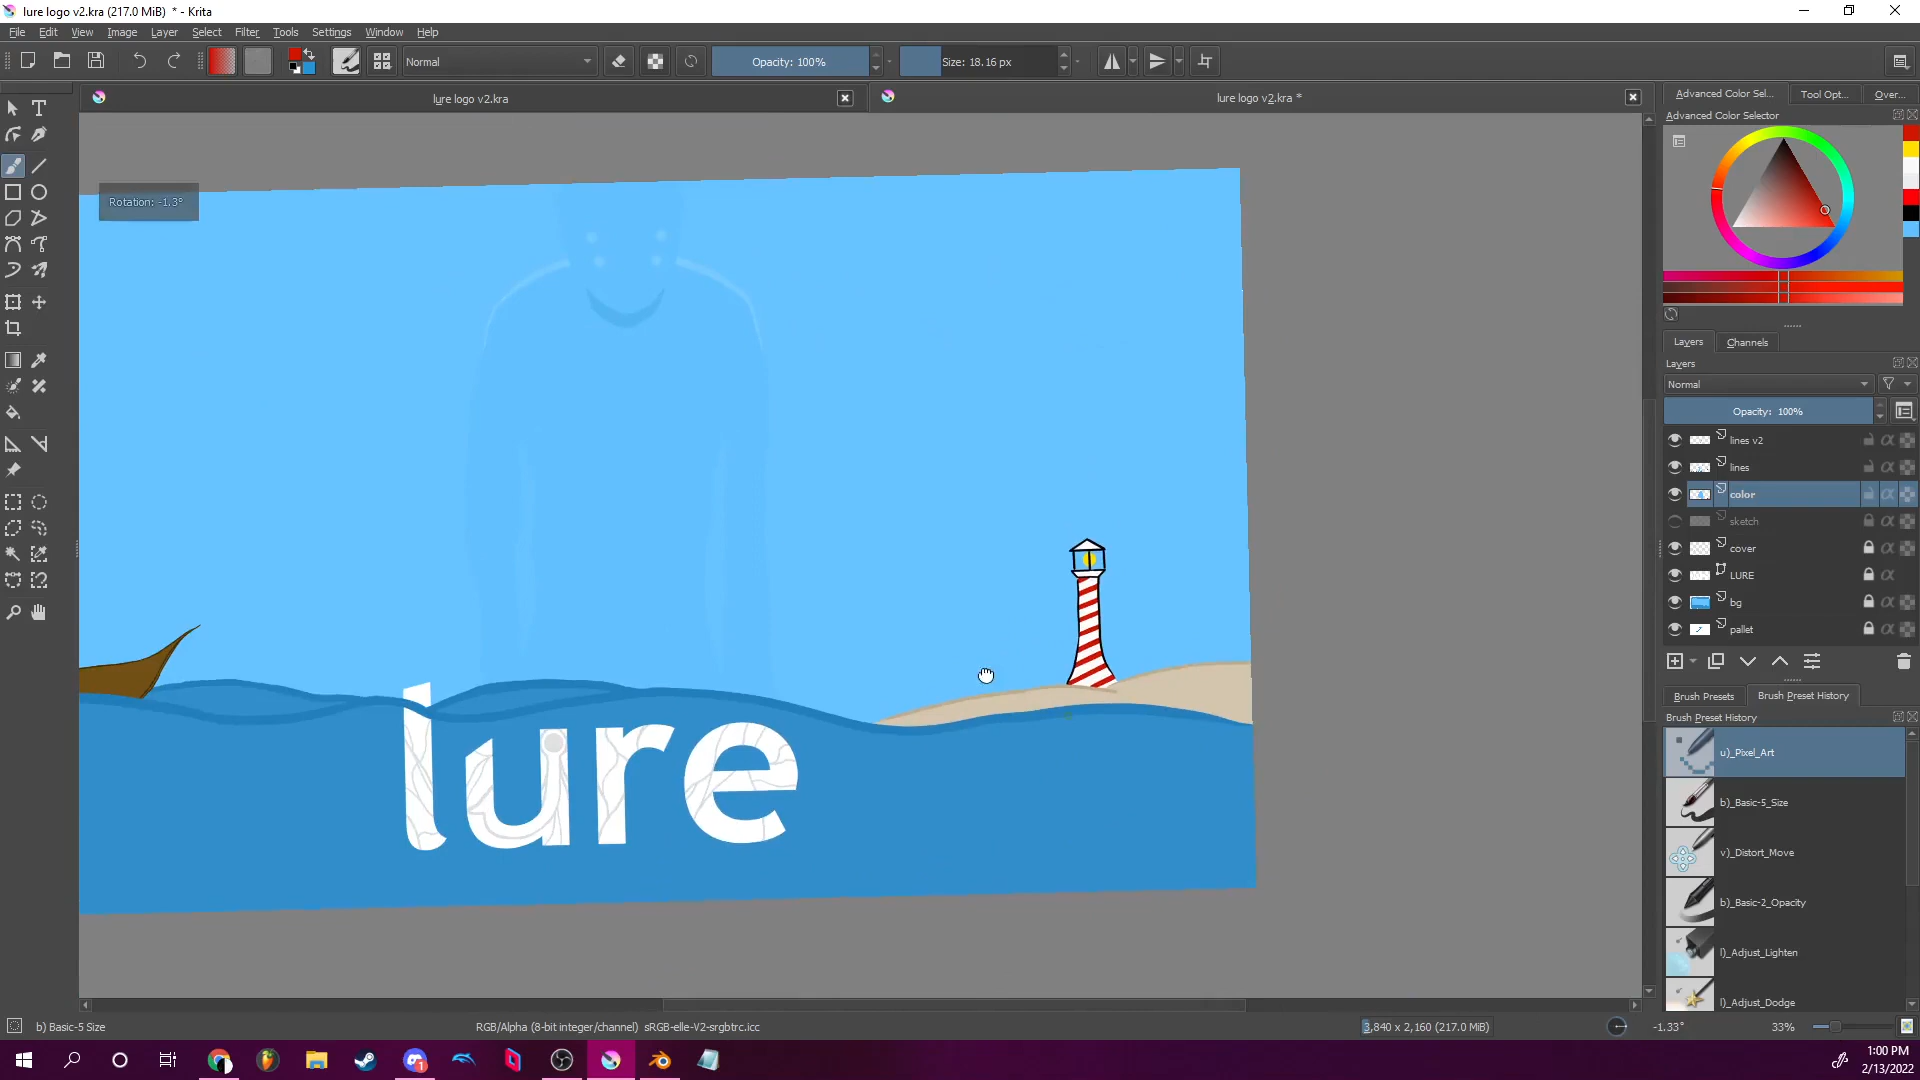 lure logo v2.kra (217.0 MiB)  * - Krita
File Edit View Image Layer Select Filter Tools Settings Window Help
Normal Opacity: 100% Size: 18.16 px
lure logo v2.kra
lure logo v2.kra *
Advanced Color Sel... Tool Opt... Over...
Advanced Color Selector
Rotation: -1.3°
lure
Layers Channels
Layers
Normal
Opacity: 100%
lines v2
lines
color
sketch
cover
LURE
bg
pallet
Brush Presets Brush Preset History
Brush Preset History
u)_Pixel_Art
b)_Basic-5_Size
v)_Distort_Move
b)_Basic-2_Opacity
l)_Adjust_Lighten
l)_Adjust_Dodge
b) Basic-5 Size RGB/Alpha (8-bit integer/channel) sRGB-elle-V2-srgbtrc.icc 3,840 x 2,160 (217.0 MiB) -1.33° 33%
1
1:00 PM
2/13/2022